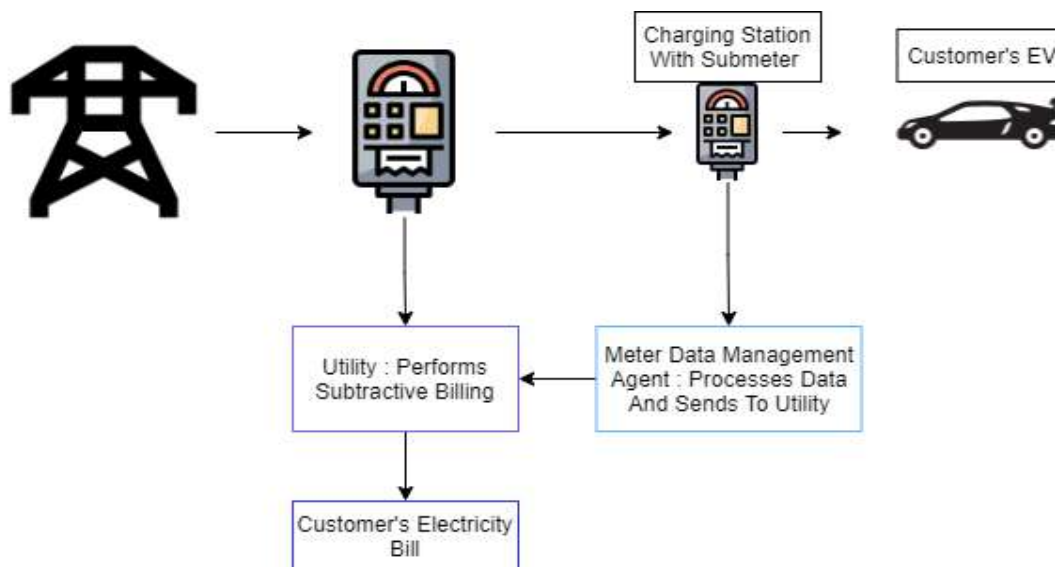 Charging Station
With Submeter
Customer's EV
Utility : Performs
Subtractive Billing
Meter Data Management
Agent : Processes Data
And Sends To Utility
Customer's Electricity
Bill